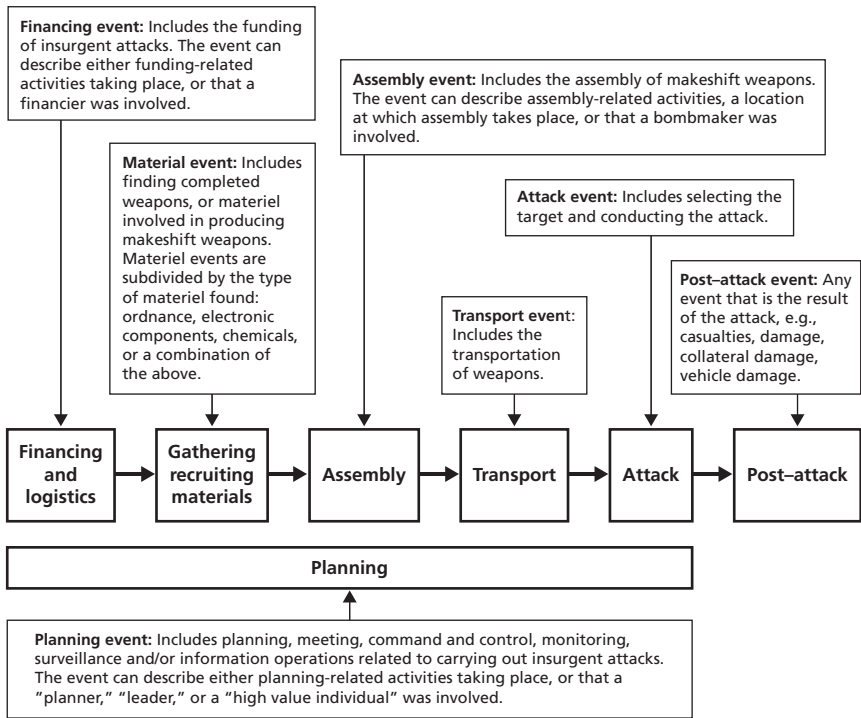 Financing event: Includes the funding
of insurgent attacks. The event can
describe either funding-related
activities taking place, or that a
financier was involved.
Assembly event: Includes the assembly of makeshift weapons.
The event can describe assembly-related activities, a location
at which assembly takes place, or that a bombmaker was
involved.
Material event: Includes
finding completed
weapons, or materiel
involved in producing
makeshift weapons.
Materiel events are
subdivided by the type
of materiel found:
ordnance, electronic
components, chemicals,
or a combination of
the above.
Attack event: Includes selecting the
target and conducting the attack.
Post–attack event: Any
event that is the result
of the attack, e.g.,
casualties, damage,
collateral damage,
vehicle damage.
Transport event:
Includes the
transportation
of weapons.
Financing
and
logistics
Gathering
recruiting
materials
Assembly
Transport
Attack
Post–attack
Planning
Planning event: Includes planning, meeting, command and control, monitoring,
surveillance and/or information operations related to carrying out insurgent attacks.
The event can describe either planning-related activities taking place, or that a
”planner,” “leader,” or a “high value individual” was involved.